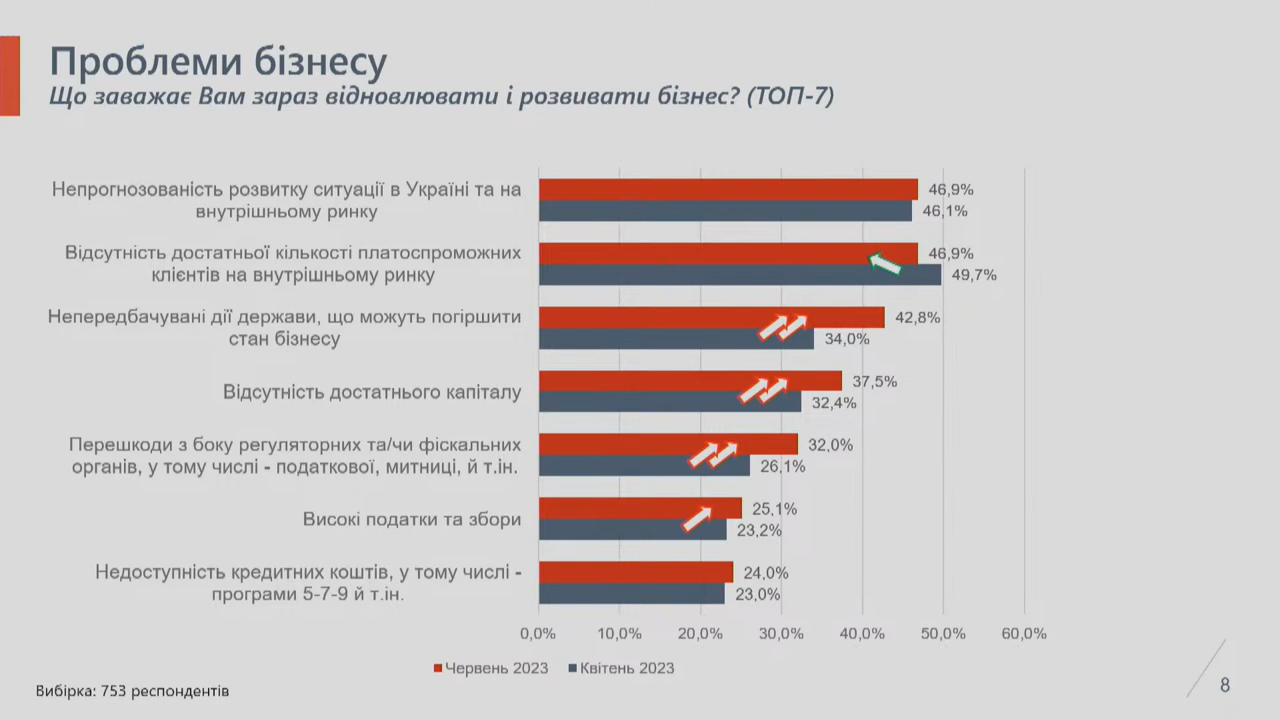 Проблеми бізнесу
Що заважає Вам зараз відновлювати і розвивати бізнес? (ТОП-7)
Непрогнозованість розвитку ситуації в Україні та на
внутрішньому ринку
46,9%
46,1%
Відсутність достатньої кількості платоспроможних
клієнтів на внутрішньому ринку
46,9%
49,7%
Непередбачувані дії держави, що можуть погіршити
стан бізнесу
42,8%
34,0%
Відсутність достатнього капіталу
37,5%
32,4%
Перешкоди з боку регуляторних та/чи фіскальних
органів, у тому числі - податкової, митниці, й т.ін.
32,0%
26,1%
Високі податки та збори
25,1%
23,2%
Недоступність кредитних коштів, у тому числі -
програми 5-7-9 й т.ін.
24,0%
23,0%
0,0% 10,0% 20,0% 30,0% 40,0% 50,0% 60,0%
Червень 2023 Квітень 2023
Вибірка: 753 респондентів
8